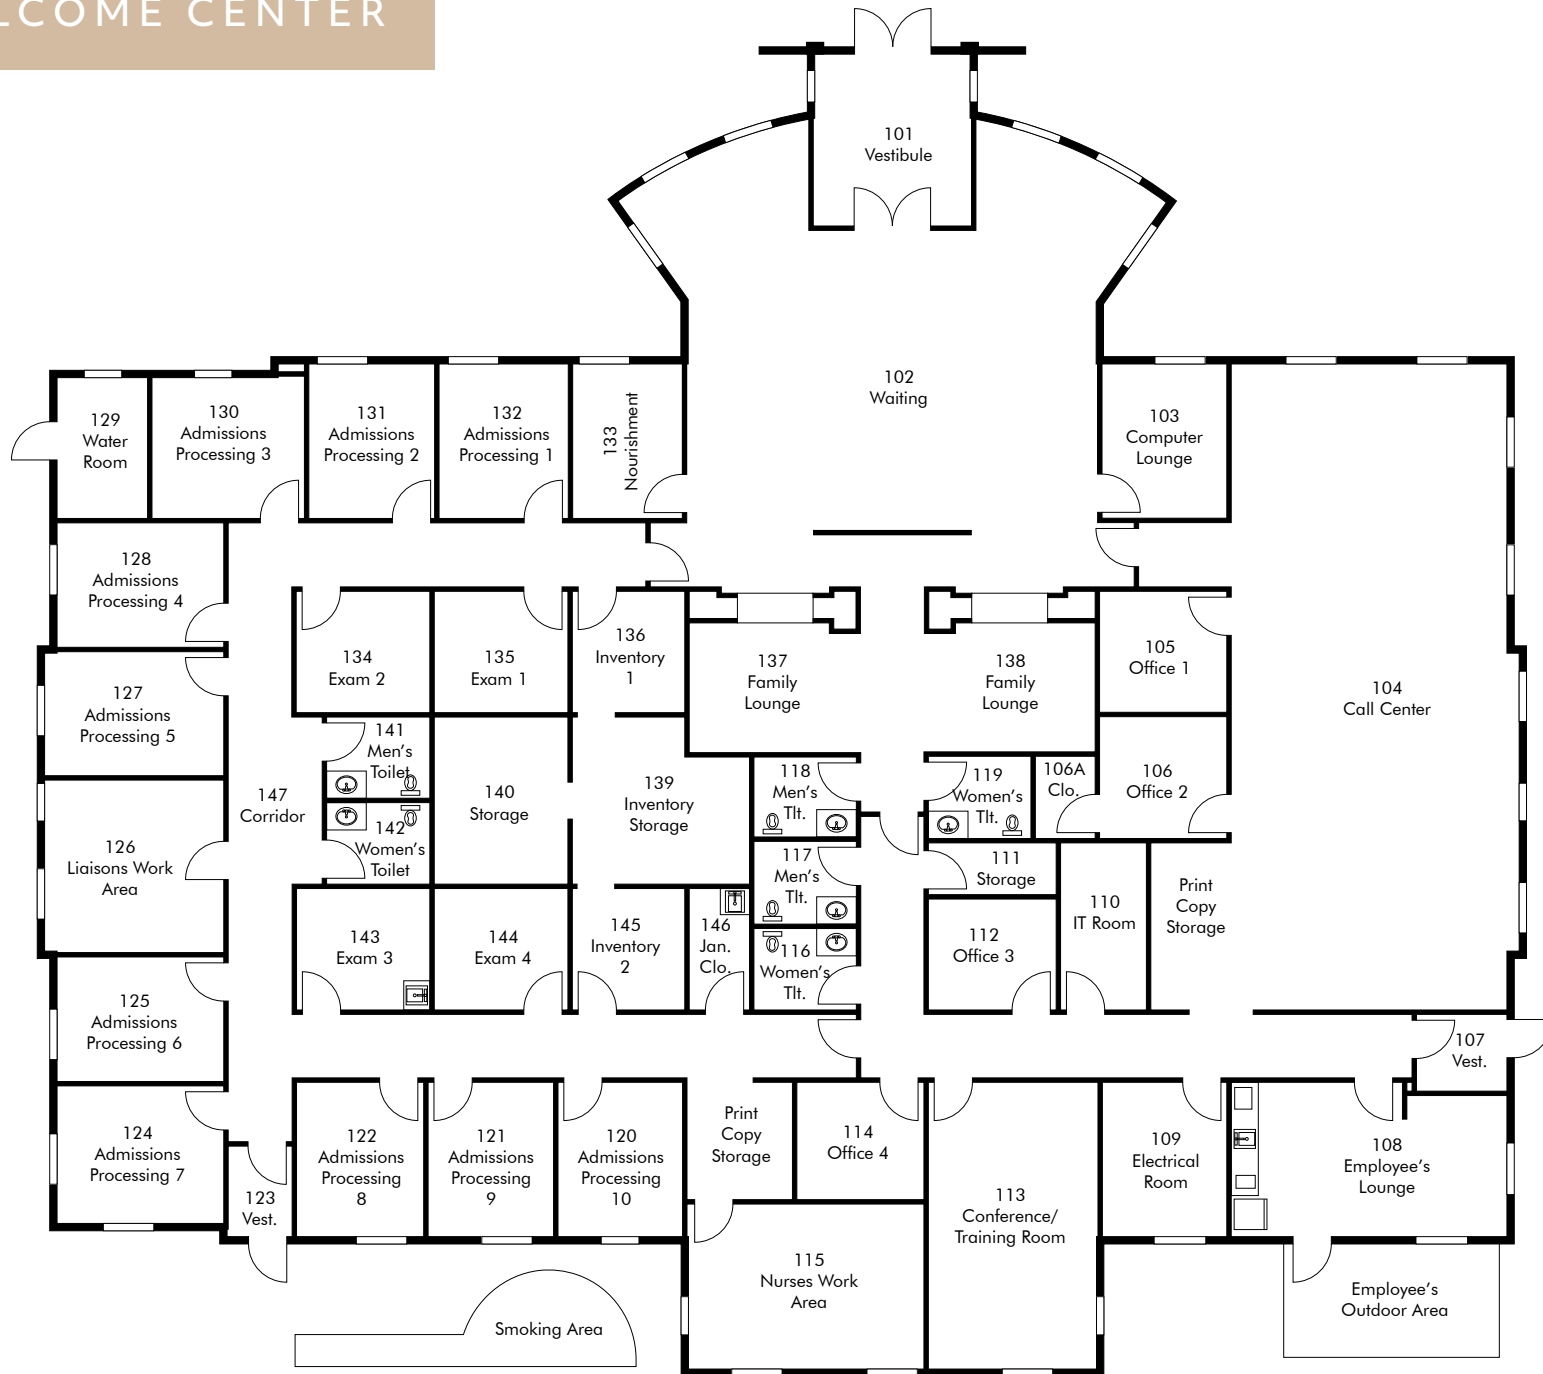 LCOME CENTER
101
Vestibule
102
Waiting
103
Computer
Lounge
129
Water
Room
130
Admissions
Processing 3
131
Admissions
Processing 2
132
Admissions
Processing 1
133
Nourishment
128
Admissions
Processing 4
134
Exam 2
135
Exam 1
136
Inventory
1
137
Family
Lounge
138
Family
Lounge
105
Office 1
104
Call Center
127
Admissions
Processing 5
141
Men's
Toilet
142
Women's
Toilet
147
Corridor
140
Storage
139
Inventory
Storage
118
Men's
Tlt.
119
Women's
Tlt.
106A
Clo.
106
Office 2
126
Liaisons Work
Area
117
Men's
Tlt.
111
Storage
110
IT Room
Print
Copy
Storage
143
Exam 3
144
Exam 4
145
Inventory
2
146
Jan.
Clo.
116
Women's
Tlt.
112
Office 3
125
Admissions
Processing 6
107
Vest.
124
Admissions
Processing 7
123
Vest.
122
Admissions
Processing
8
121
Admissions
Processing
9
120
Admissions
Processing
10
Print
Copy
Storage
114
Office 4
113
Conference/
Training Room
109
Electrical
Room
108
Employee's
Lounge
115
Nurses Work
Area
Smoking Area
Employee's
Outdoor Area